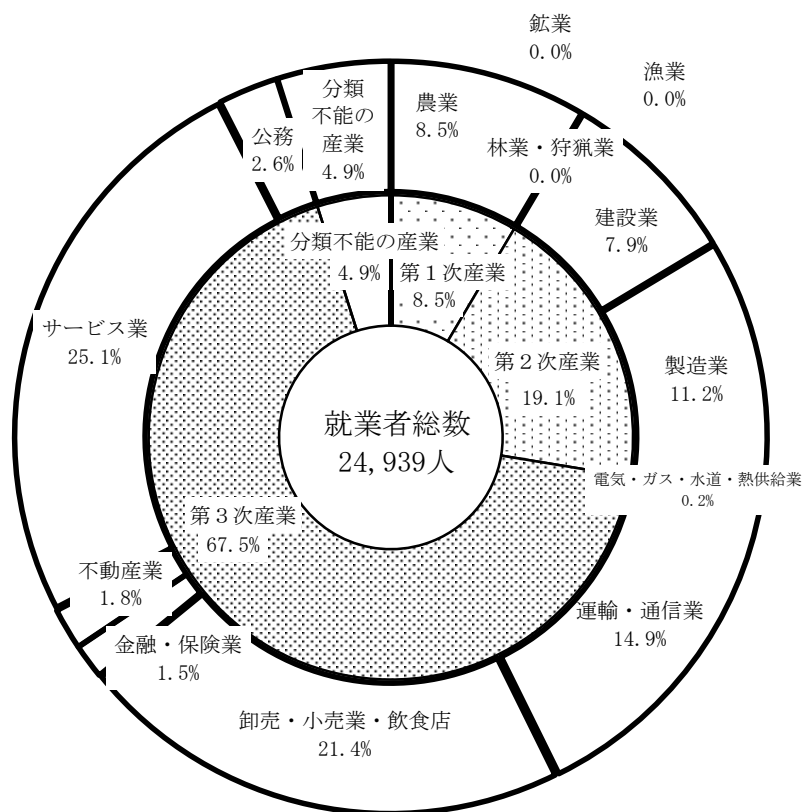 鉱業
0.0%
漁業
0.0%
農業
8.5%
林業・狩猟業
0.0%
建設業
7.9%
製造業
11.2%
電気・ガス・水道・熱供給業
0.2%
運輸・通信業
14.9%
卸売・小売業・飲食店
21.4%
金融・保険業
1.5%
不動産業
1.8%
サービス業
25.1%
公務
2.6%
分類
不能の
産業
4.9%
分類不能の産業
4.9%
第１次産業
8.5%
第２次産業
19.1%
第３次産業
67.5%
就業者総数
24,939人